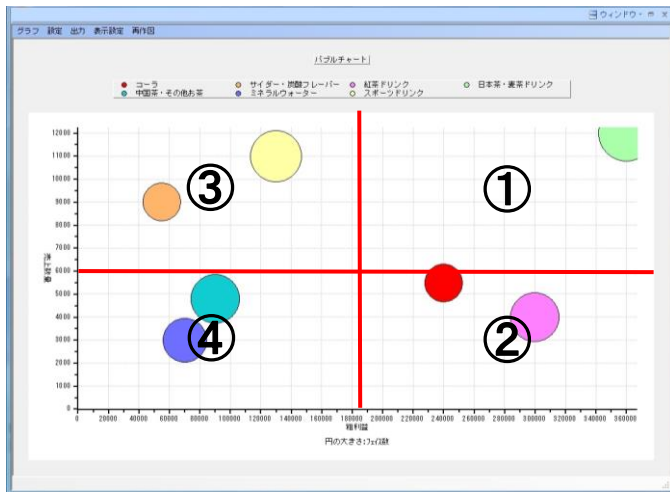 ウィンドウ
グラフ 設定 出力 表示設定 再作図
バブルチャート
コーラ サイダー・炭酸フレーバー 紅茶ドリンク 日本茶・麦茶ドリンク
中国茶・その他お茶 ミネラルウォーター スポーツドリンク
12000
11000
10000
9000
8000
7000
6000
5000
4000
3000
2000
1000
0
売上数量
③
①
④
②
0 20000 40000 60000 80000 100000 120000 140000 160000 180000 200000 220000 240000 260000 280000 300000 320000 340000 360000
粗利益
円の大きさ:フェイス数